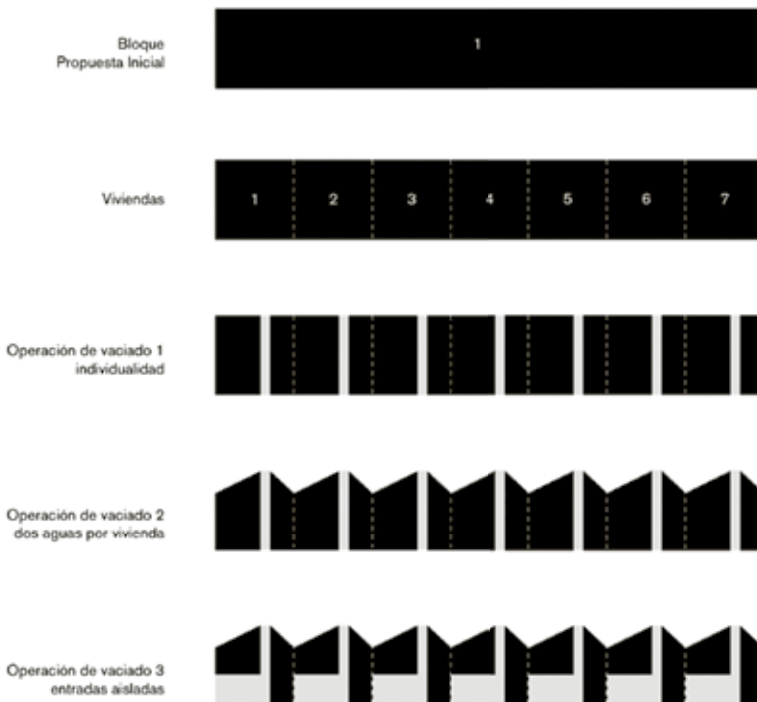 Bloque
Propuesta Inicial
1
Viviendas
1 2 3 4 5 6 7
Operación de vaciado 1
individualidad
Operación de vaciado 2
dos aguas por vivienda
Operación de vaciado 3
entradas aisladas